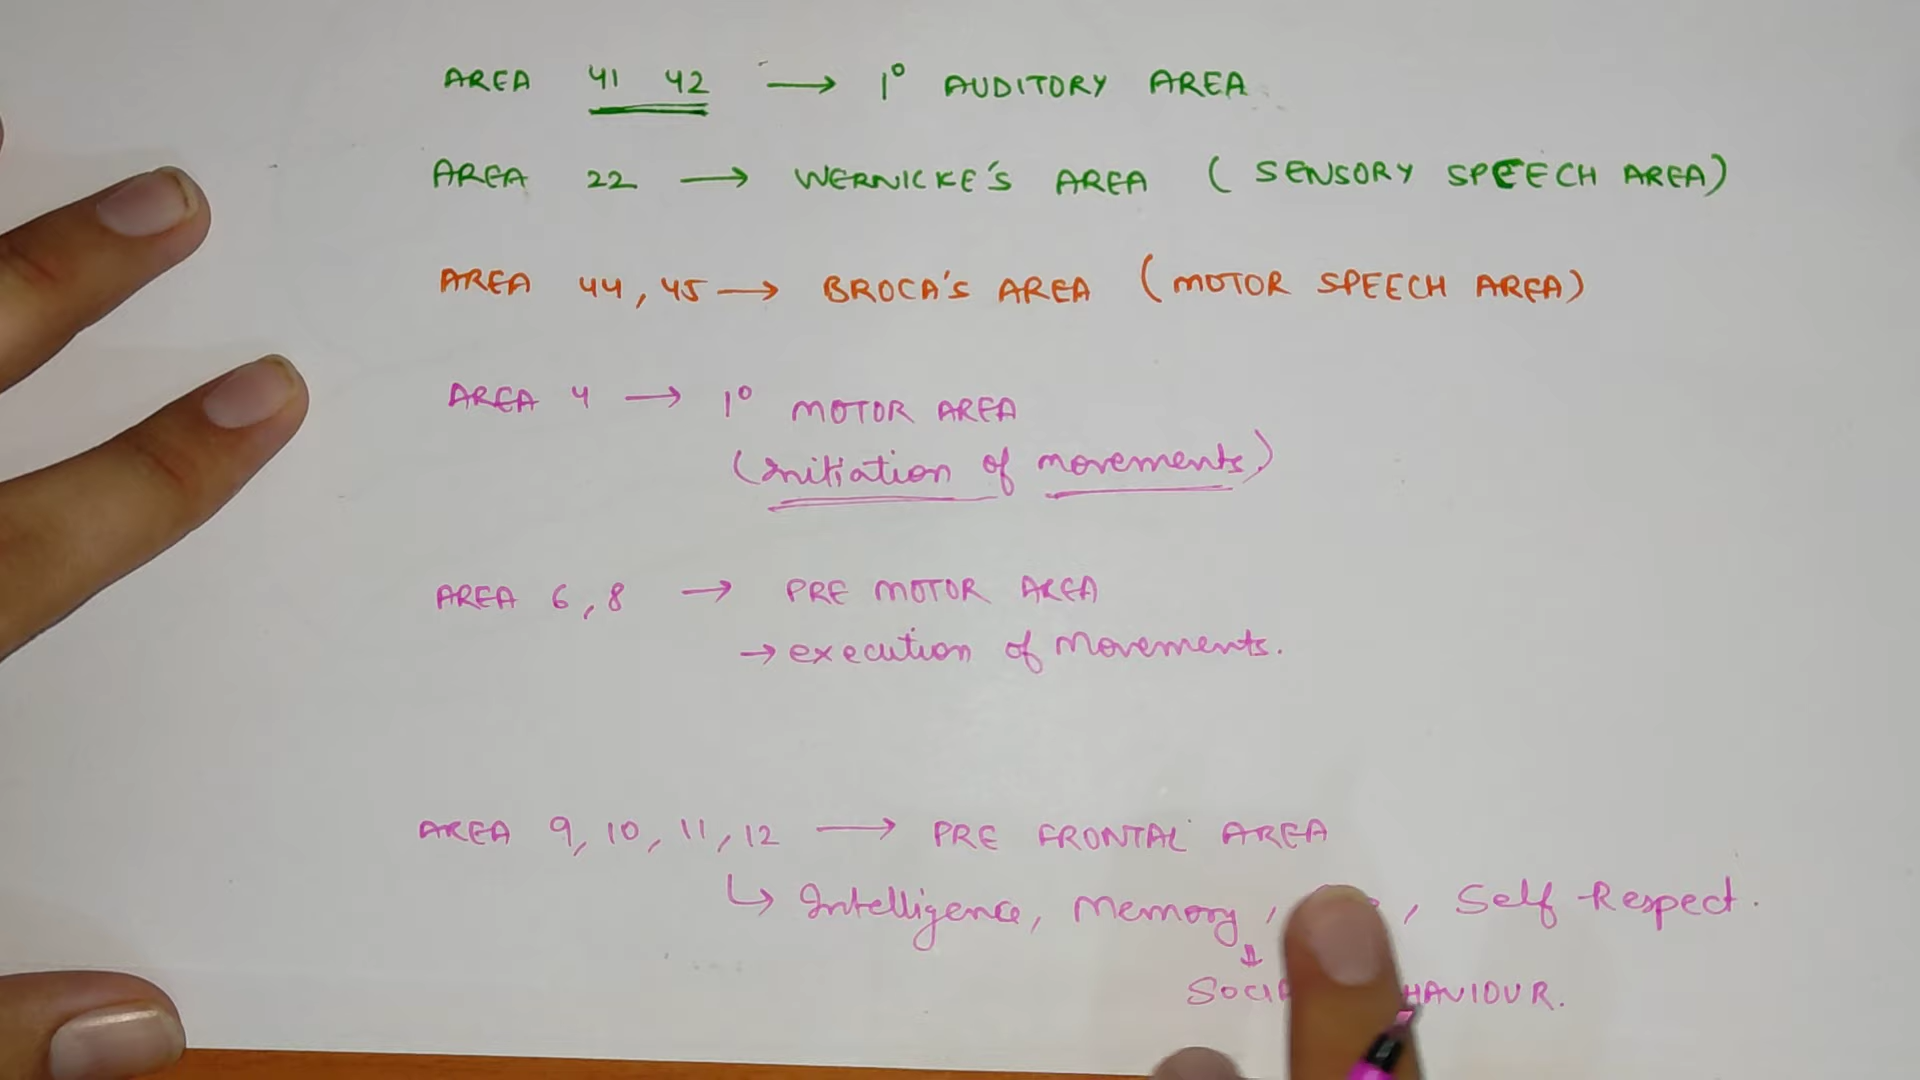 AREA 41 42 → 1° AUDITORY AREA
AREA 22 → WERNICKE'S AREA (SENSORY SPEECH AREA)
AREA 44, 45 → BROCA'S AREA (MOTOR SPEECH AREA)
AREA 4 → 1° MOTOR AREA
(initiation of movements)
AREA 6, 8 → PRE MOTOR AREA
→ execution of Movements.
AREA 9, 10, 11, 12 → PRE FRONTAL AREA
↳ Intelligence, Memory, , Self Respect.
↓